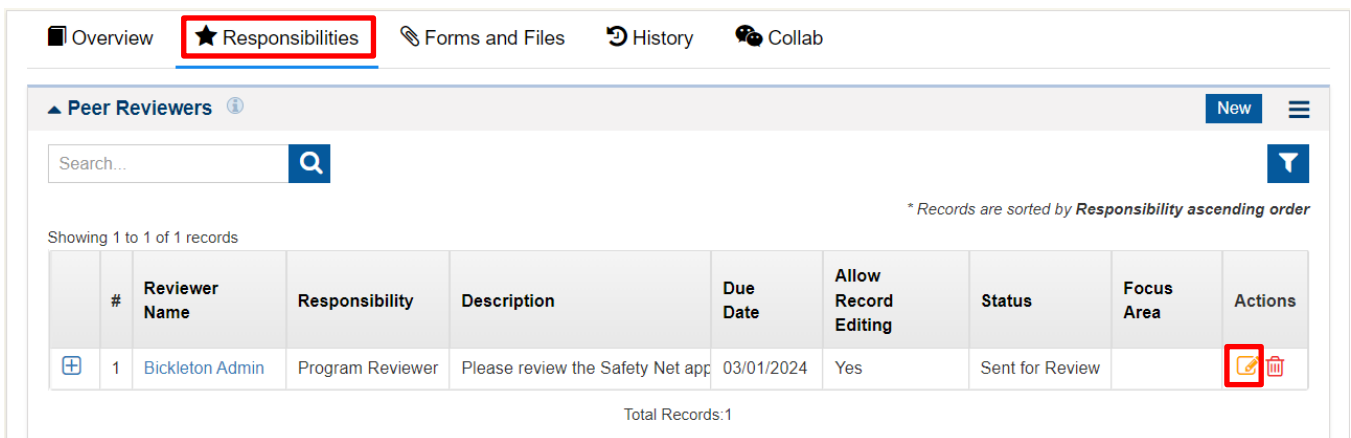 Overview Responsibilities Forms and Files History Collab
Peer Reviewers New
Search...
* Records are sorted by Responsibility ascending order
Showing 1 to 1 of 1 records
# Reviewer Name Responsibility Description Due Date Allow Record Editing Status Focus Area Actions
1 Bickleton Admin Program Reviewer Please review the Safety Net app 03/01/2024 Yes Sent for Review
Total Records:1